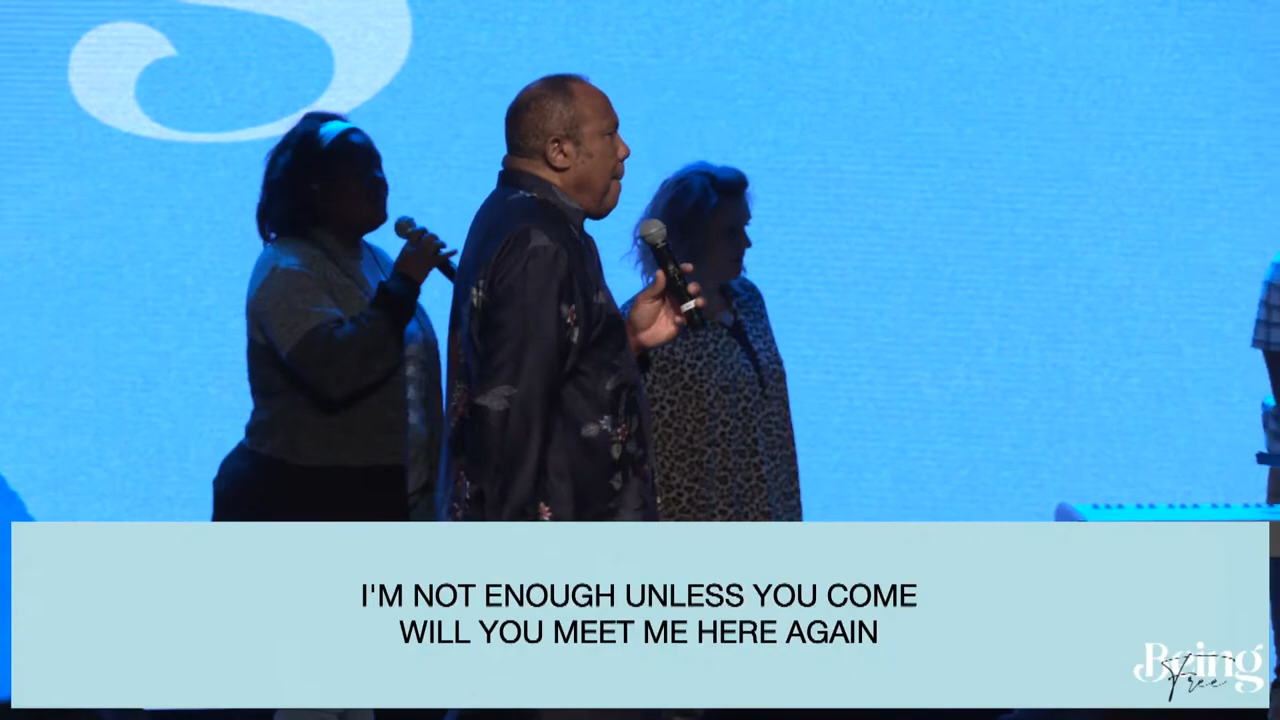 I'M NOT ENOUGH UNLESS YOU COME
WILL YOU MEET ME HERE AGAIN
Being
Free